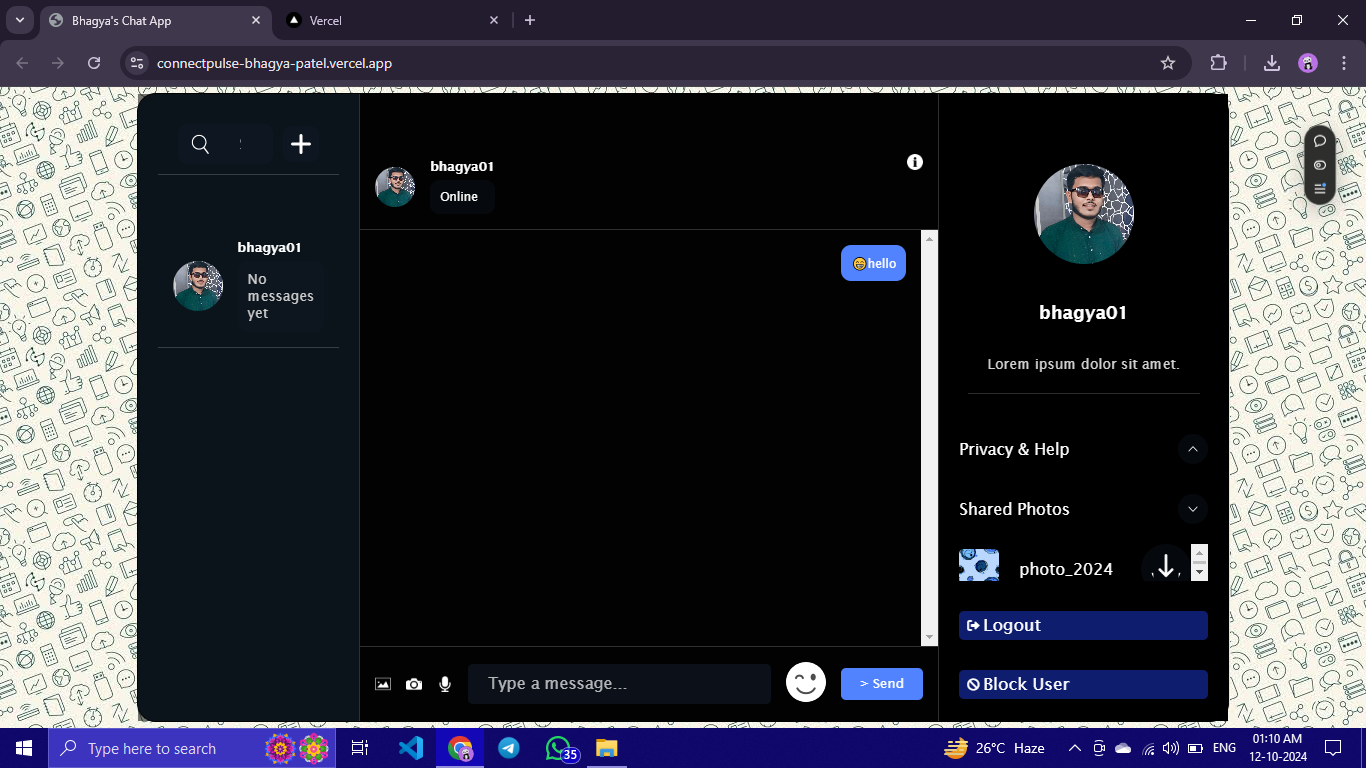 Bhagya's Chat App
Vercel
connectpulse-bhagya-patel.vercel.app
bhagya01
No
messages
yet
bhagya01
Online
😁hello
Type a message...
> Send
bhagya01
Lorem ipsum dolor sit amet.
Privacy & Help
Shared Photos
photo_2024
Logout
Block User
Type here to search
35
26°C Haze
ENG
01:10 AM
12-10-2024